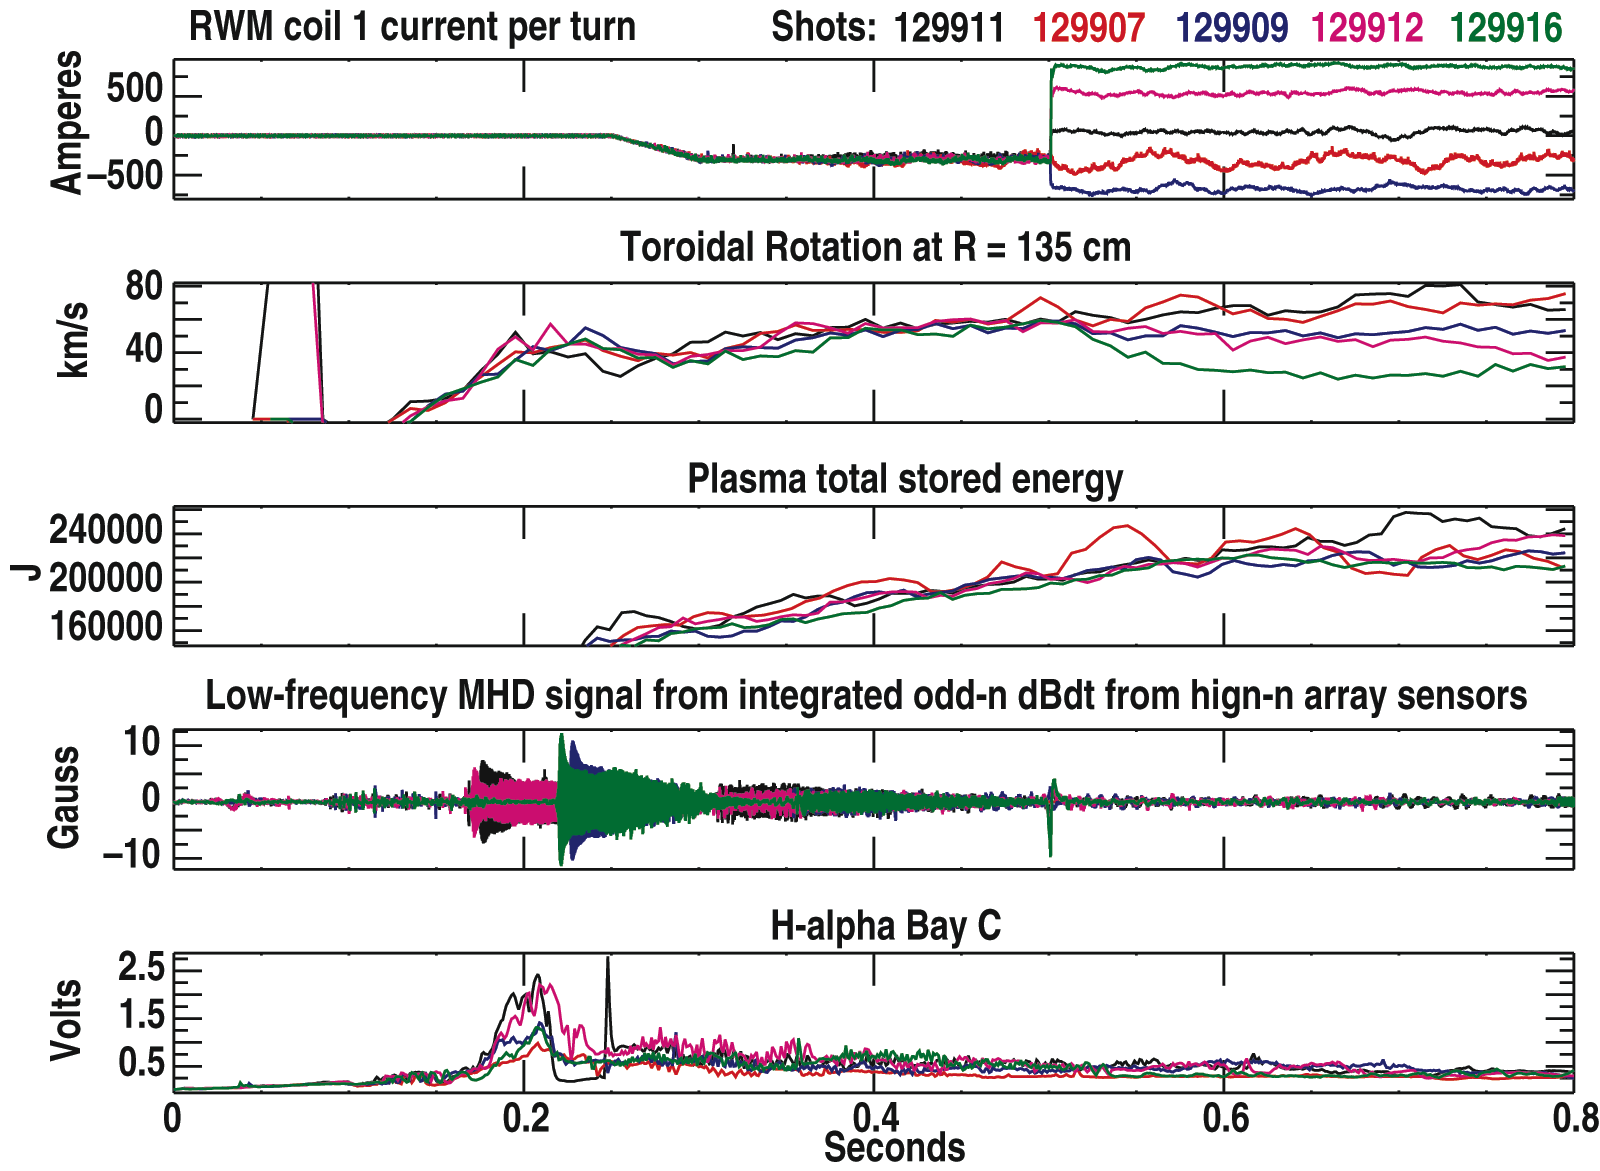 RWM coil 1 current per turn Shots: 129911 129907 129909 129912 129916
Amperes
500
0
−500
Toroidal Rotation at R = 135 cm
km/s
80
40
0
Plasma total stored energy
J
240000
200000
160000
Low-frequency MHD signal from integrated odd-n dBdt from hign-n array sensors
Gauss
10
0
−10
H-alpha Bay C
Volts
2.5
1.5
0.5
0 0.2 0.4 0.6 0.8
Seconds